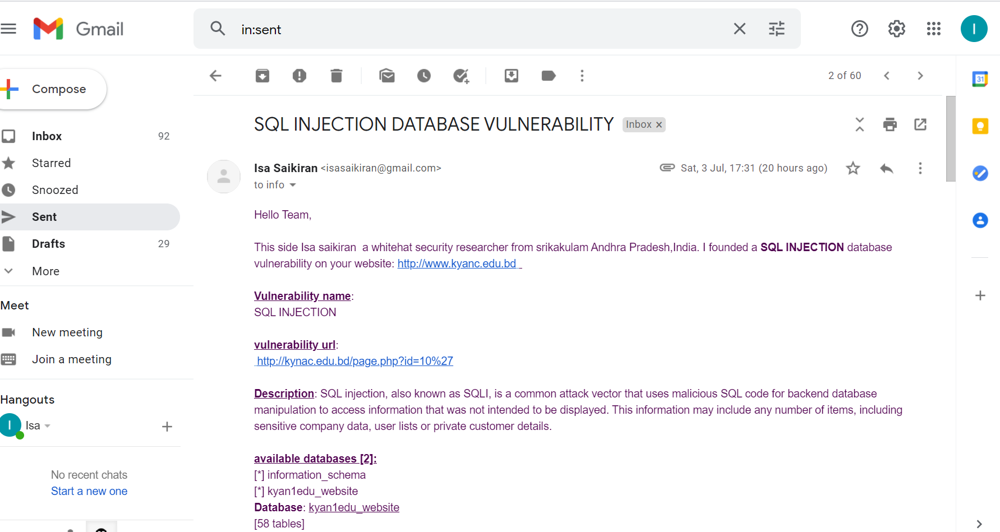 Gmail
in:sent
Compose
2 of 60
31
SQL INJECTION DATABASE VULNERABILITY Inbox ×
Inbox 92
Starred
Snoozed
Sent
Drafts 29
More
Meet
New meeting
Join a meeting
Hangouts
Isa
No recent chats
Start a new one
Isa Saikiran <isasaikiran@gmail.com> Sat, 3 Jul, 17:31 (20 hours ago)
to info
Hello Team,
This side Isa saikiran a whitehat security researcher from srikakulam Andhra Pradesh,India. I founded a SQL INJECTION database
vulnerability on your website: http://www.kyanc.edu.bd
Vulnerability name:
SQL INJECTION
vulnerability url:
http://kynac.edu.bd/page.php?id=10%27
Description: SQL injection, also known as SQLI, is a common attack vector that uses malicious SQL code for backend database
manipulation to access information that was not intended to be displayed. This information may include any number of items, including
sensitive company data, user lists or private customer details.
available databases [2]:
[*] information_schema
[*] kyan1edu_website
Database: kyan1edu_website
[58 tables]
I
I